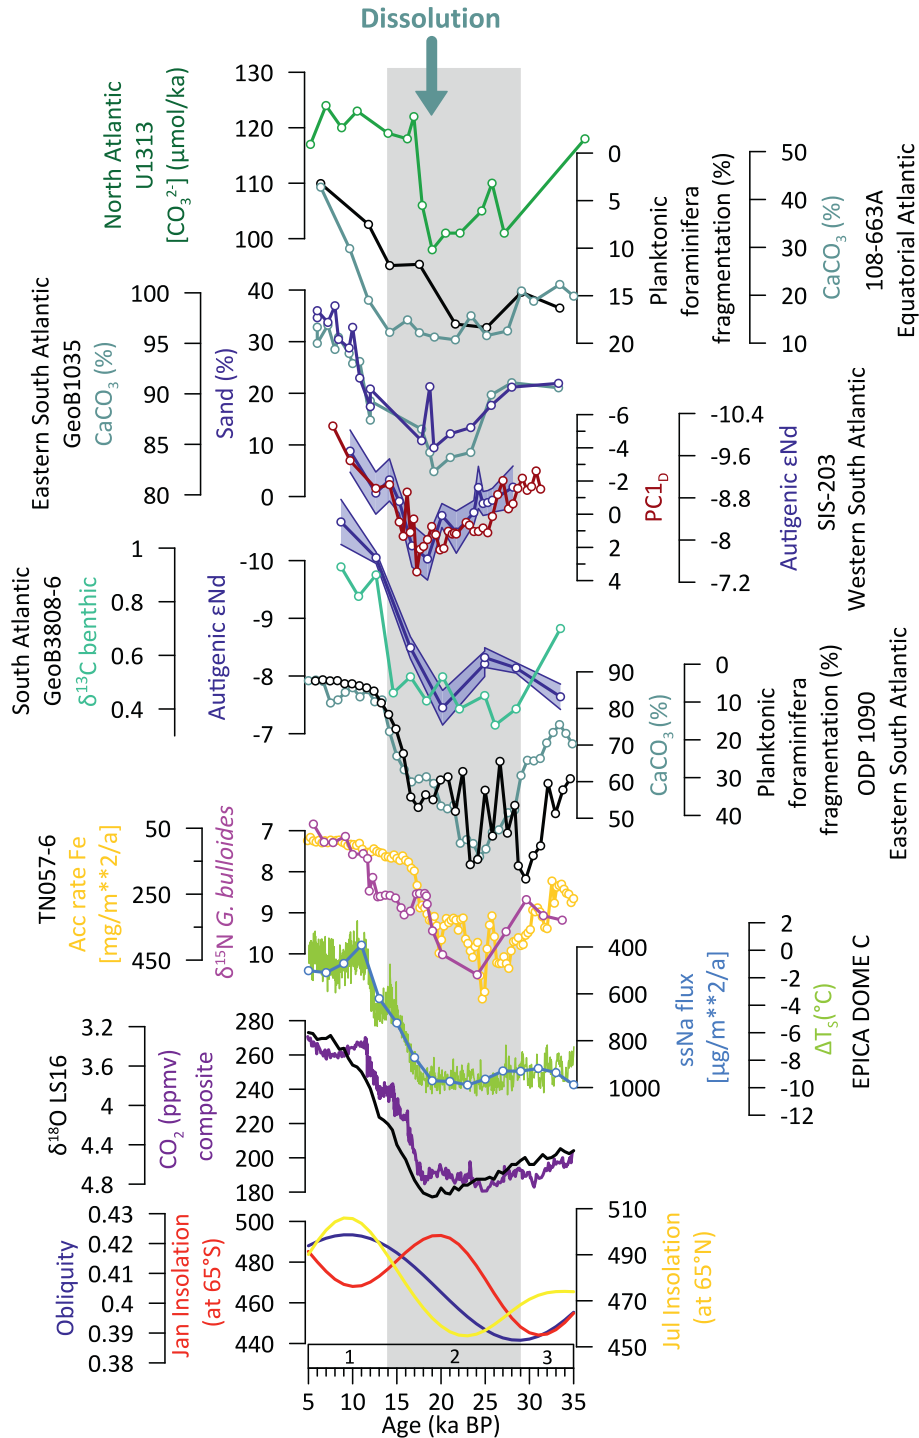 Dissolution
North Atlantic
U1313
[CO3 2-] (µmol/ka)
130
120
110
100
0
5
10
15
20
Planktonic
foraminifera
fragmentation (%)
50
40
30
20
10
CaCO3 (%)
108-663A
Equatorial Atlantic
Eastern South Atlantic
GeoB1035
CaCO3 (%)
100
95
90
85
80
Sand (%)
40
30
20
10
0
-6
-4
-2
0
2
4
PC1D
-10.4
-9.6
-8.8
-8
-7.2
Autigenic εNd
SIS-203
Western South Atlantic
South Atlantic
GeoB3808-6
δ13C benthic
1
0.8
0.6
0.4
Autigenic εNd
-10
-9
-8
-7
90
80
70
60
50
CaCO3 (%)
0
10
20
30
40
Planktonic
foraminifera
fragmentation (%)
ODP 1090
Eastern South Atlantic
TN057-6
Acc rate Fe
[mg/m**2/a]
50
250
450
δ15N G. bulloides
7
8
9
10
400
600
800
1000
ssNa flux
[µg/m**2/a]
2
0
-2
-4
-6
-8
-10
-12
ΔTS(°C)
EPICA DOME C
δ18O LS16
3.2
3.6
4
4.4
4.8
CO2 (ppmv)
composite
280
260
240
220
200
180
Obliquity
0.43
0.42
0.41
0.4
0.39
0.38
Jan Insolation
(at 65°S)
500
480
460
440
510
490
470
450
Jul Insolation
(at 65°N)
1 2 3
5 10 15 20 25 30 35
Age (ka BP)